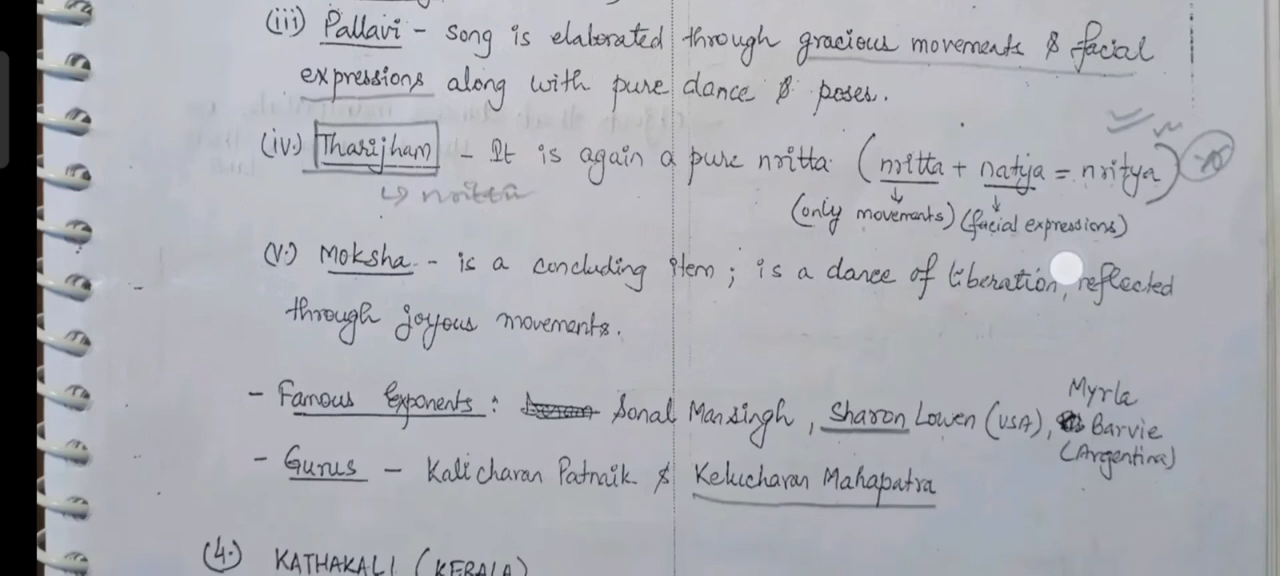 (iii) Pallavi - song is elaborated through gracious movements & facial
expressions along with pure dance & poses.
(iv.) Tharijham - It is again a pure nritta (nritta + natya = nritya)
↳ nritta
(only movements) (facial expressions)
(v.) Moksha - is a concluding item ; is a dance of liberation, reflected
through joyous movements.
- Famous Exponents : Sonal Mansingh, Sharon Lowen (USA), Myrla
Barvie
(Argentina)
- Gurus - Kalicharan Patnaik & Kelucharan Mahapatra
(4.) KATHAKALI (KERALA)